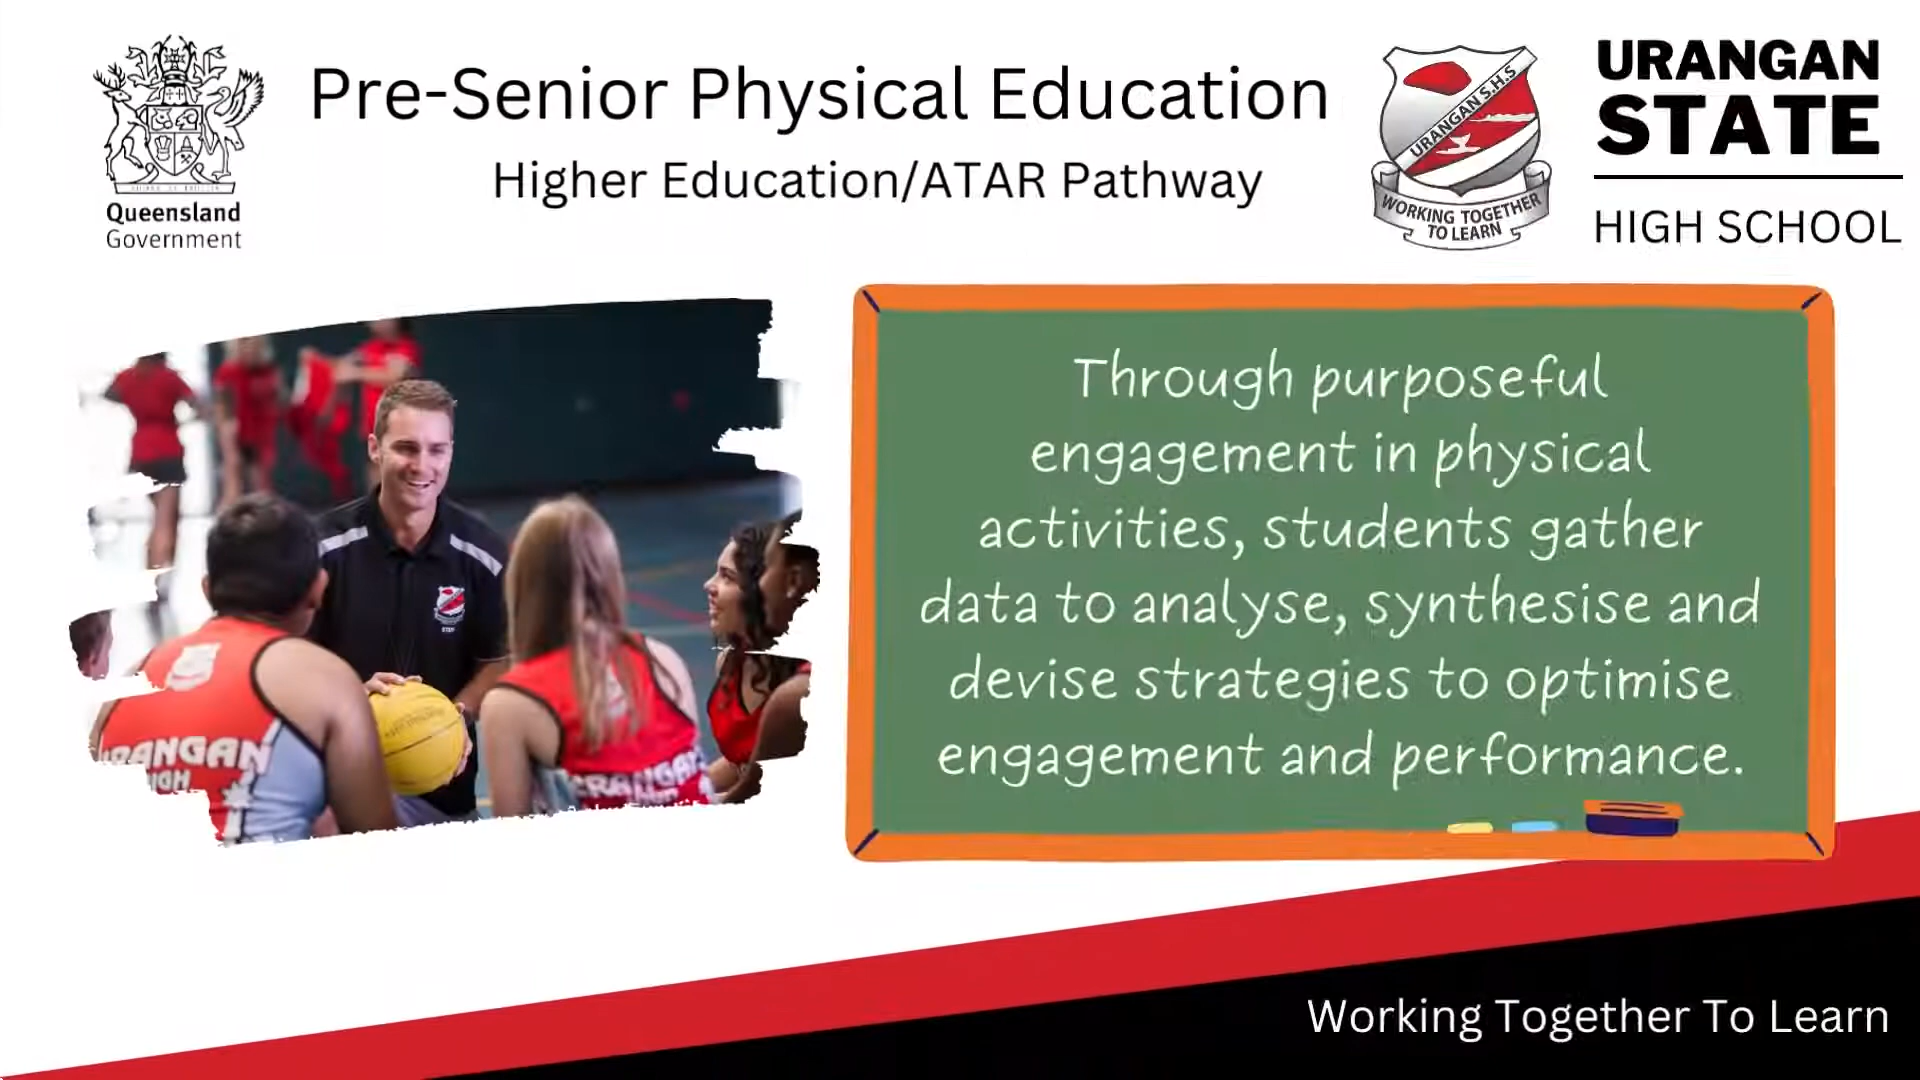 Queensland
Government
Pre-Senior Physical Education
Higher Education/ATAR Pathway
URANGAN S.H.S
WORKING TOGETHER
TO LEARN
URANGAN
STATE
HIGH SCHOOL
Through purposeful
engagement in physical
activities, students gather
data to analyse, synthesise and
devise strategies to optimise
engagement and performance.
Working Together To Learn